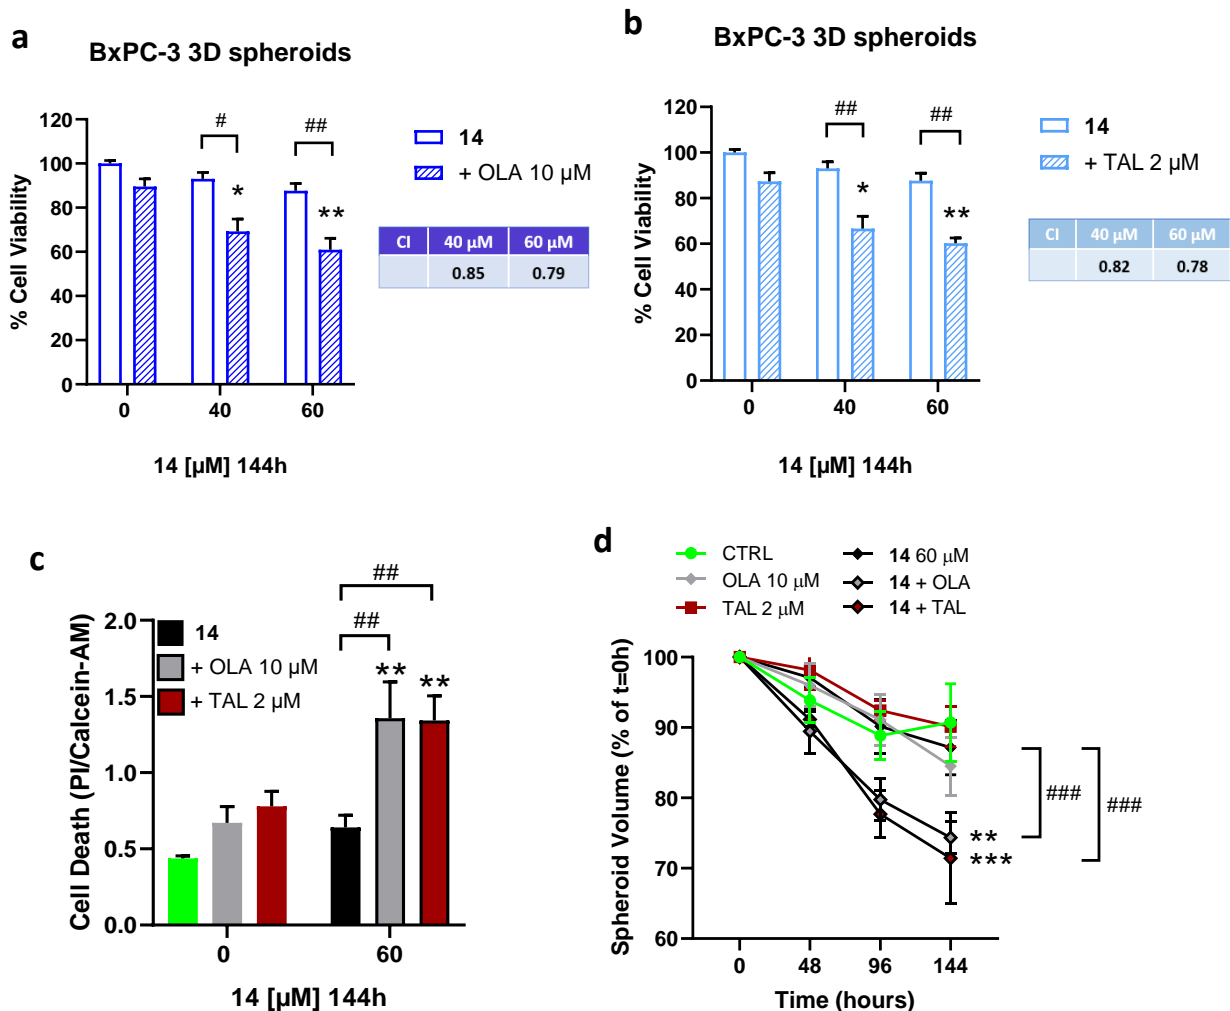 a
BxPC-3 3D spheroids
% Cell Viability
120
100
80
60
40
20
0
# ##
* **
0 40 60
14 [µM] 144h
14
+ OLA 10 µM
CI 40 µM 60 µM
0.85 0.79
b
BxPC-3 3D spheroids
% Cell Viability
120
100
80
60
40
20
0
## ##
* **
0 40 60
14 [µM] 144h
14
+ TAL 2 µM
CI 40 µM 60 µM
0.82 0.78
c
Cell Death (PI/Calcein-AM)
2.0
1.5
1.0
0.5
0.0
14
+ OLA 10 µM
+ TAL 2 µM
##
##
** **
0 60
14 [µM] 144h
d
CTRL
OLA 10 µM
TAL 2 µM
14 60 µM
14 + OLA
14 + TAL
Spheroid Volume (% of t=0h)
100
90
80
70
60
### ###
**
***
0 48 96 144
Time (hours)